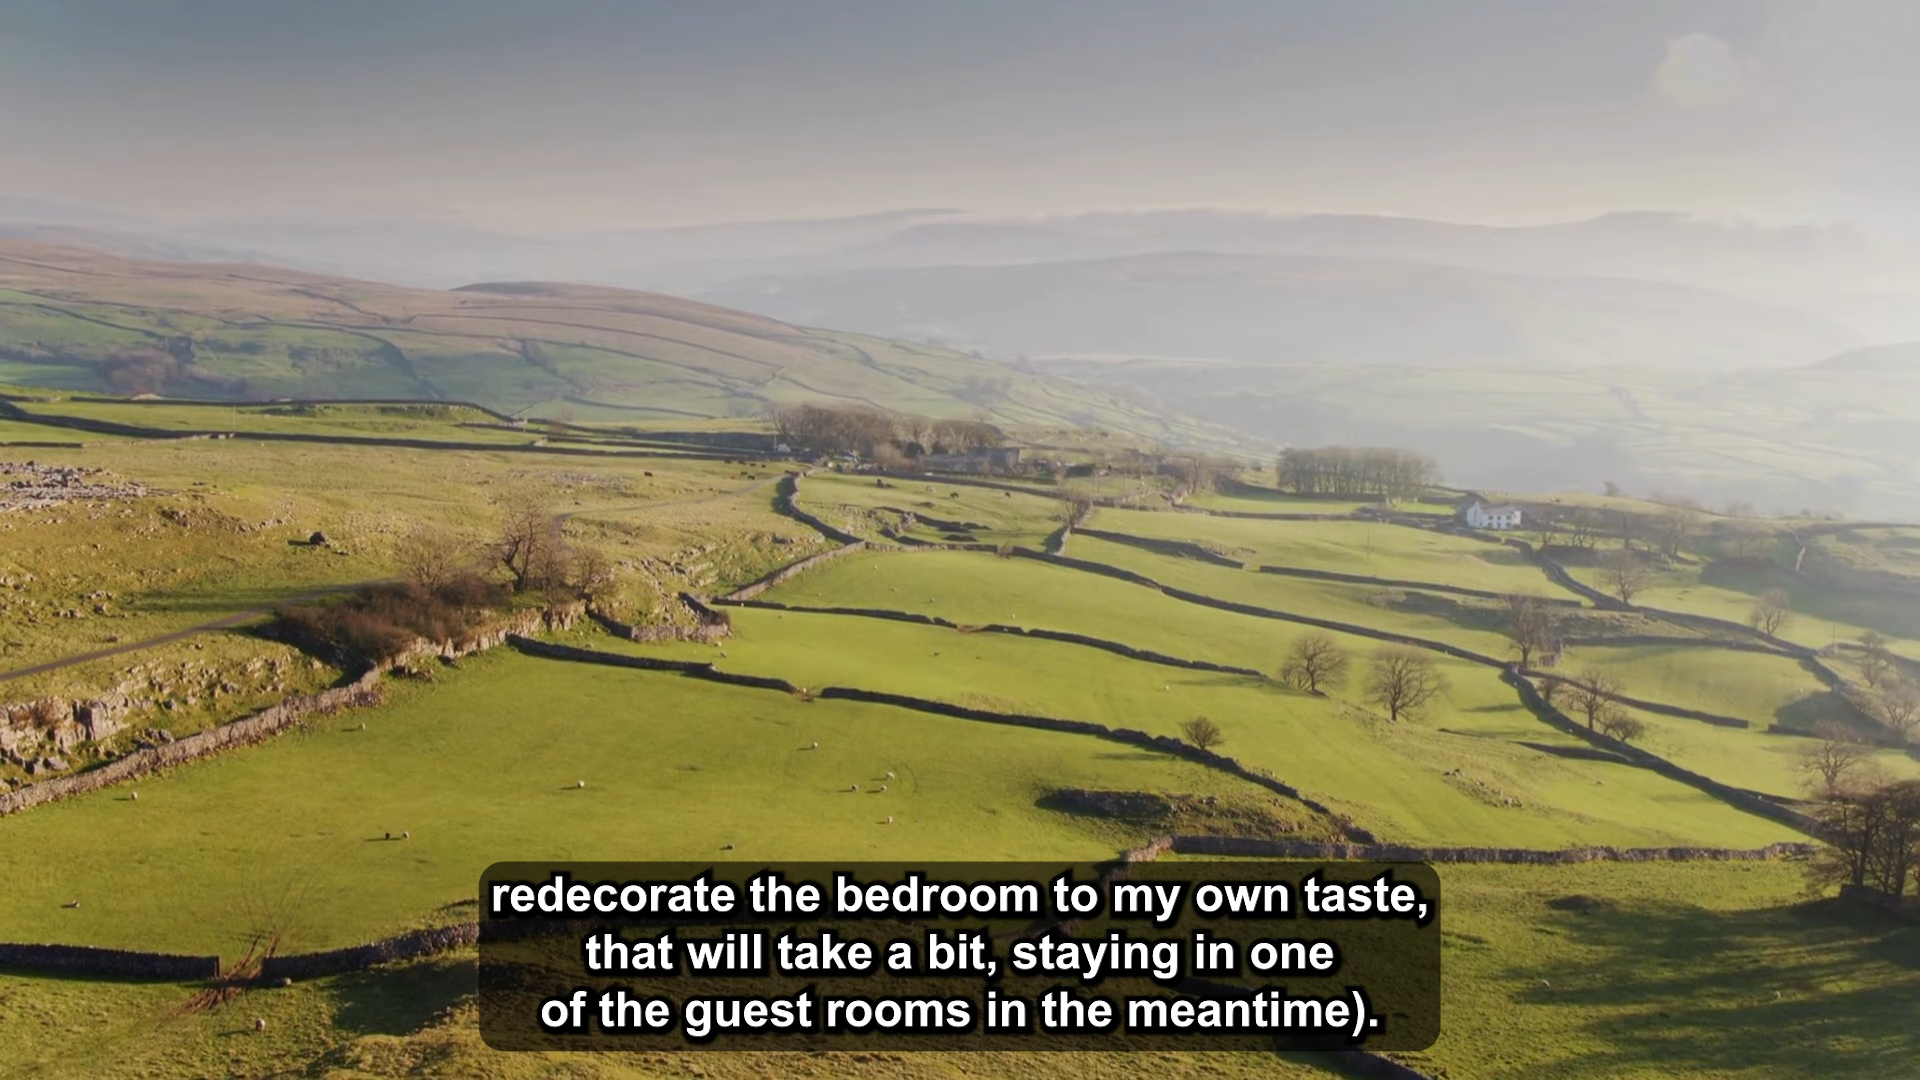 redecorate the bedroom to my own taste,
that will take a bit, staying in one
of the guest rooms in the meantime).